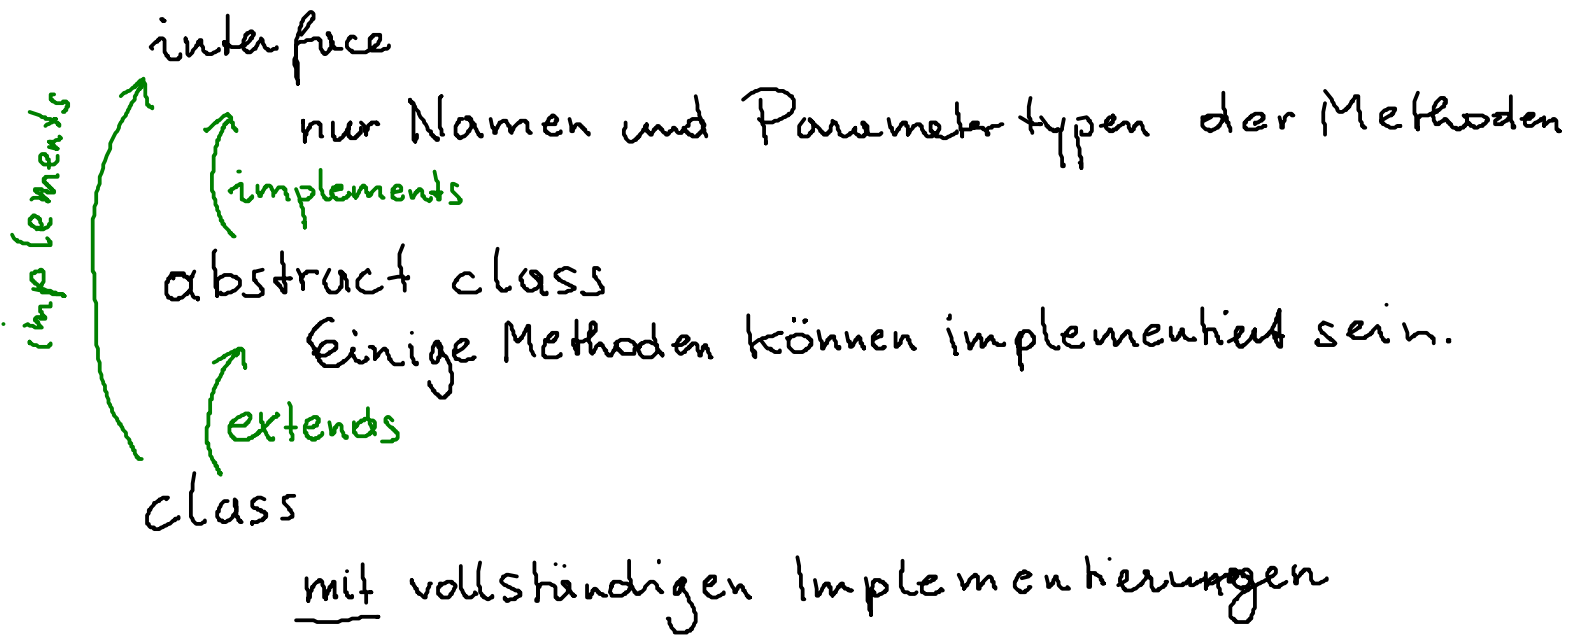 interface
nur Namen und Parametertypen der Methoden
implements
implements
abstract class
Einige Methoden können implementiert sein.
extends
class
mit vollständigen Implementierungen